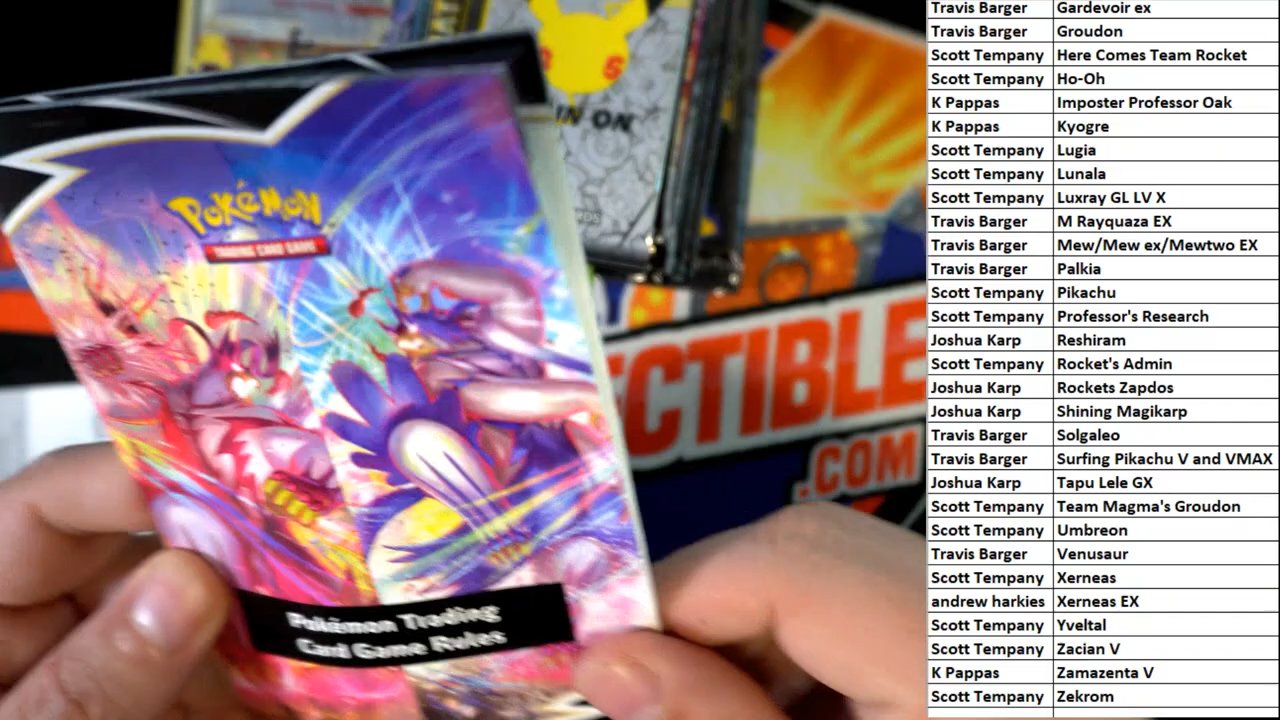 Pokémon
TRADING CARD GAME
Pokémon Trading
Card Game Rules
IN ON
ECTIBLE
.COM
Travis Barger Gardevoir ex
Travis Barger Groudon
Scott Tempany Here Comes Team Rocket
Scott Tempany Ho-Oh
K Pappas Imposter Professor Oak
K Pappas Kyogre
Scott Tempany Lugia
Scott Tempany Lunala
Scott Tempany Luxray GL LV X
Travis Barger M Rayquaza EX
Travis Barger Mew/Mew ex/Mewtwo EX
Travis Barger Palkia
Scott Tempany Pikachu
Scott Tempany Professor's Research
Joshua Karp Reshiram
Scott Tempany Rocket's Admin
Joshua Karp Rockets Zapdos
Joshua Karp Shining Magikarp
Travis Barger Solgaleo
Travis Barger Surfing Pikachu V and VMAX
Joshua Karp Tapu Lele GX
Scott Tempany Team Magma's Groudon
Scott Tempany Umbreon
Travis Barger Venusaur
Scott Tempany Xerneas
andrew harkies Xerneas EX
Scott Tempany Yveltal
Scott Tempany Zacian V
K Pappas Zamazenta V
Scott Tempany Zekrom